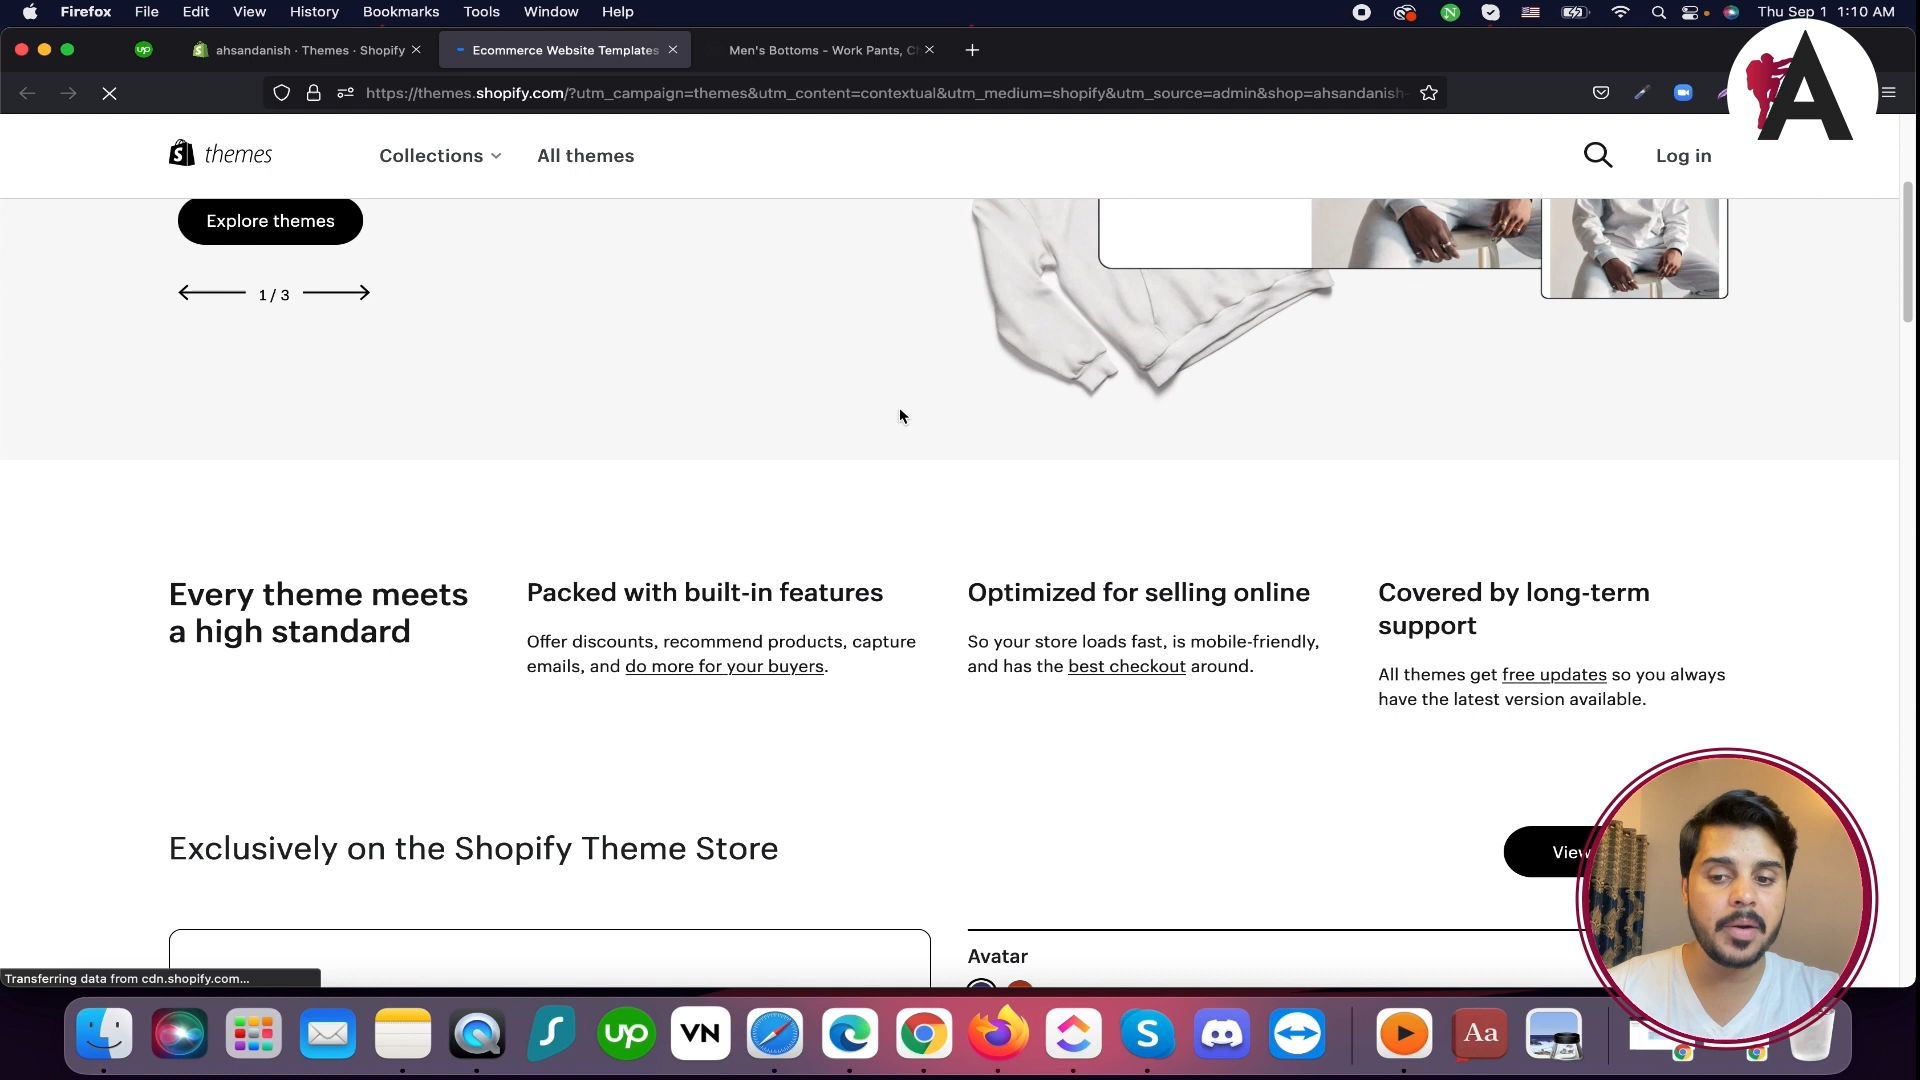 Firefox File Edit View History Bookmarks Tools Window Help
Thu Sep 1 1:10 AM
up
ahsandanish · Themes · Shopify
Ecommerce Website Templates
Men's Bottoms - Work Pants, C
https://themes.shopify.com/?utm_campaign=themes&utm_content=contextual&utm_medium=shopify&utm_source=admin&shop=ahsandanish-
A
themes
Collections
All themes
Log in
Explore themes
1 / 3
Every theme meets
a high standard
Packed with built-in features
Offer discounts, recommend products, capture
emails, and do more for your buyers.
Optimized for selling online
So your store loads fast, is mobile-friendly,
and has the best checkout around.
Covered by long-term
support
All themes get free updates so you always
have the latest version available.
Exclusively on the Shopify Theme Store
View
Avatar
Transferring data from cdn.shopify.com...
up
VN
S
Aa